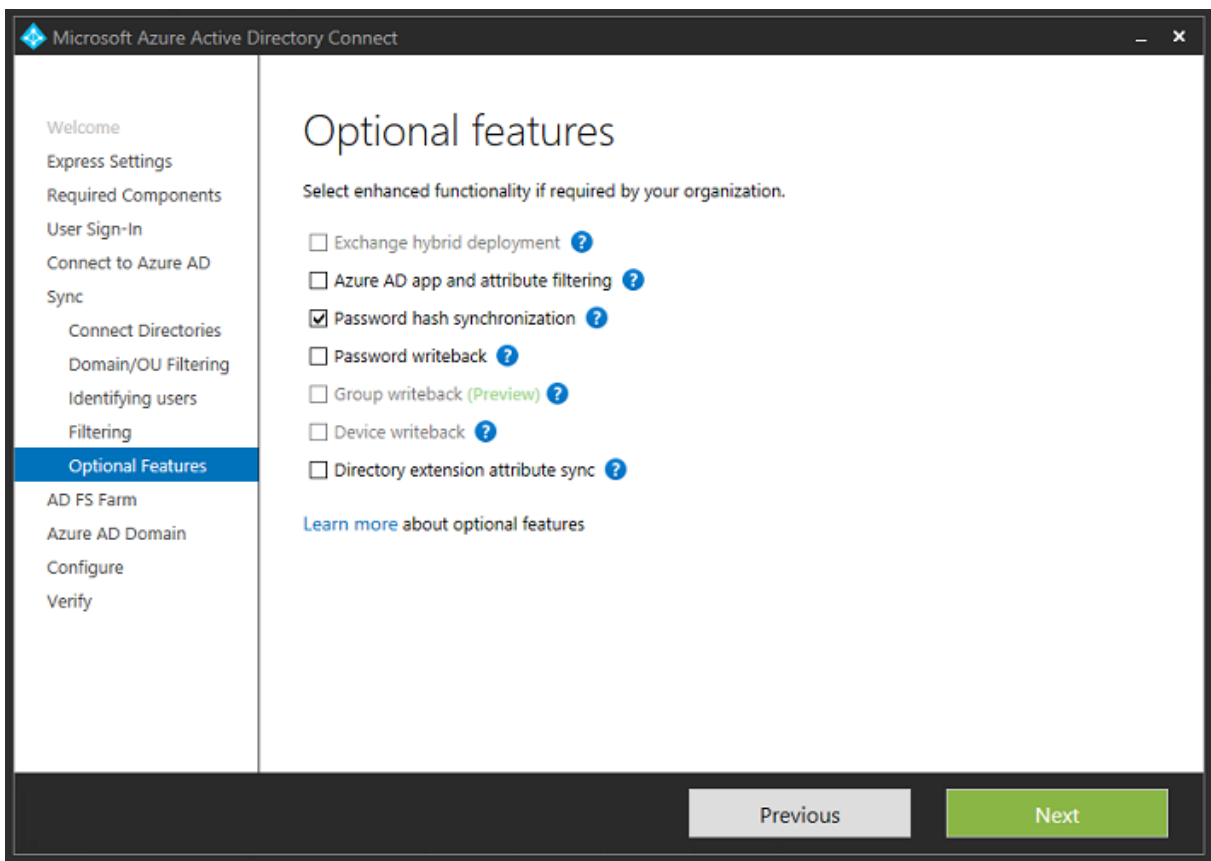 Microsoft Azure Active Directory Connect
Welcome
Express Settings
Required Components
User Sign-In
Connect to Azure AD
Sync
Connect Directories
Domain/OU Filtering
Identifying users
Filtering
Optional Features
AD FS Farm
Azure AD Domain
Configure
Verify
Optional features
Select enhanced functionality if required by your organization.
Exchange hybrid deployment ?
Azure AD app and attribute filtering ?
Password hash synchronization ?
Password writeback ?
Group writeback (Preview) ?
Device writeback ?
Directory extension attribute sync ?
Learn more about optional features
Previous
Next